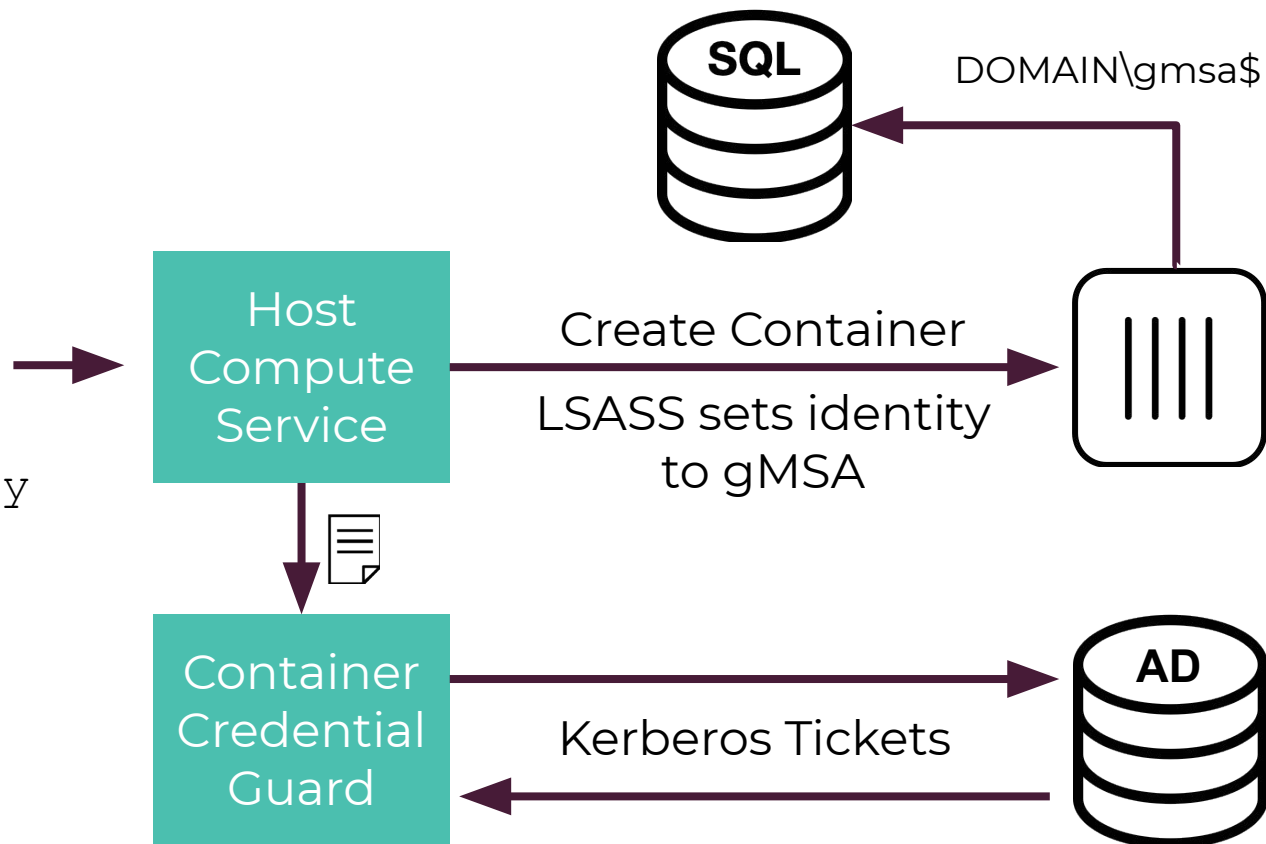 SQL
DOMAIN\gmsa$
Host
Compute
Service
Create Container
LSASS sets identity
to gMSA
y
Container
Credential
Guard
Kerberos Tickets
AD